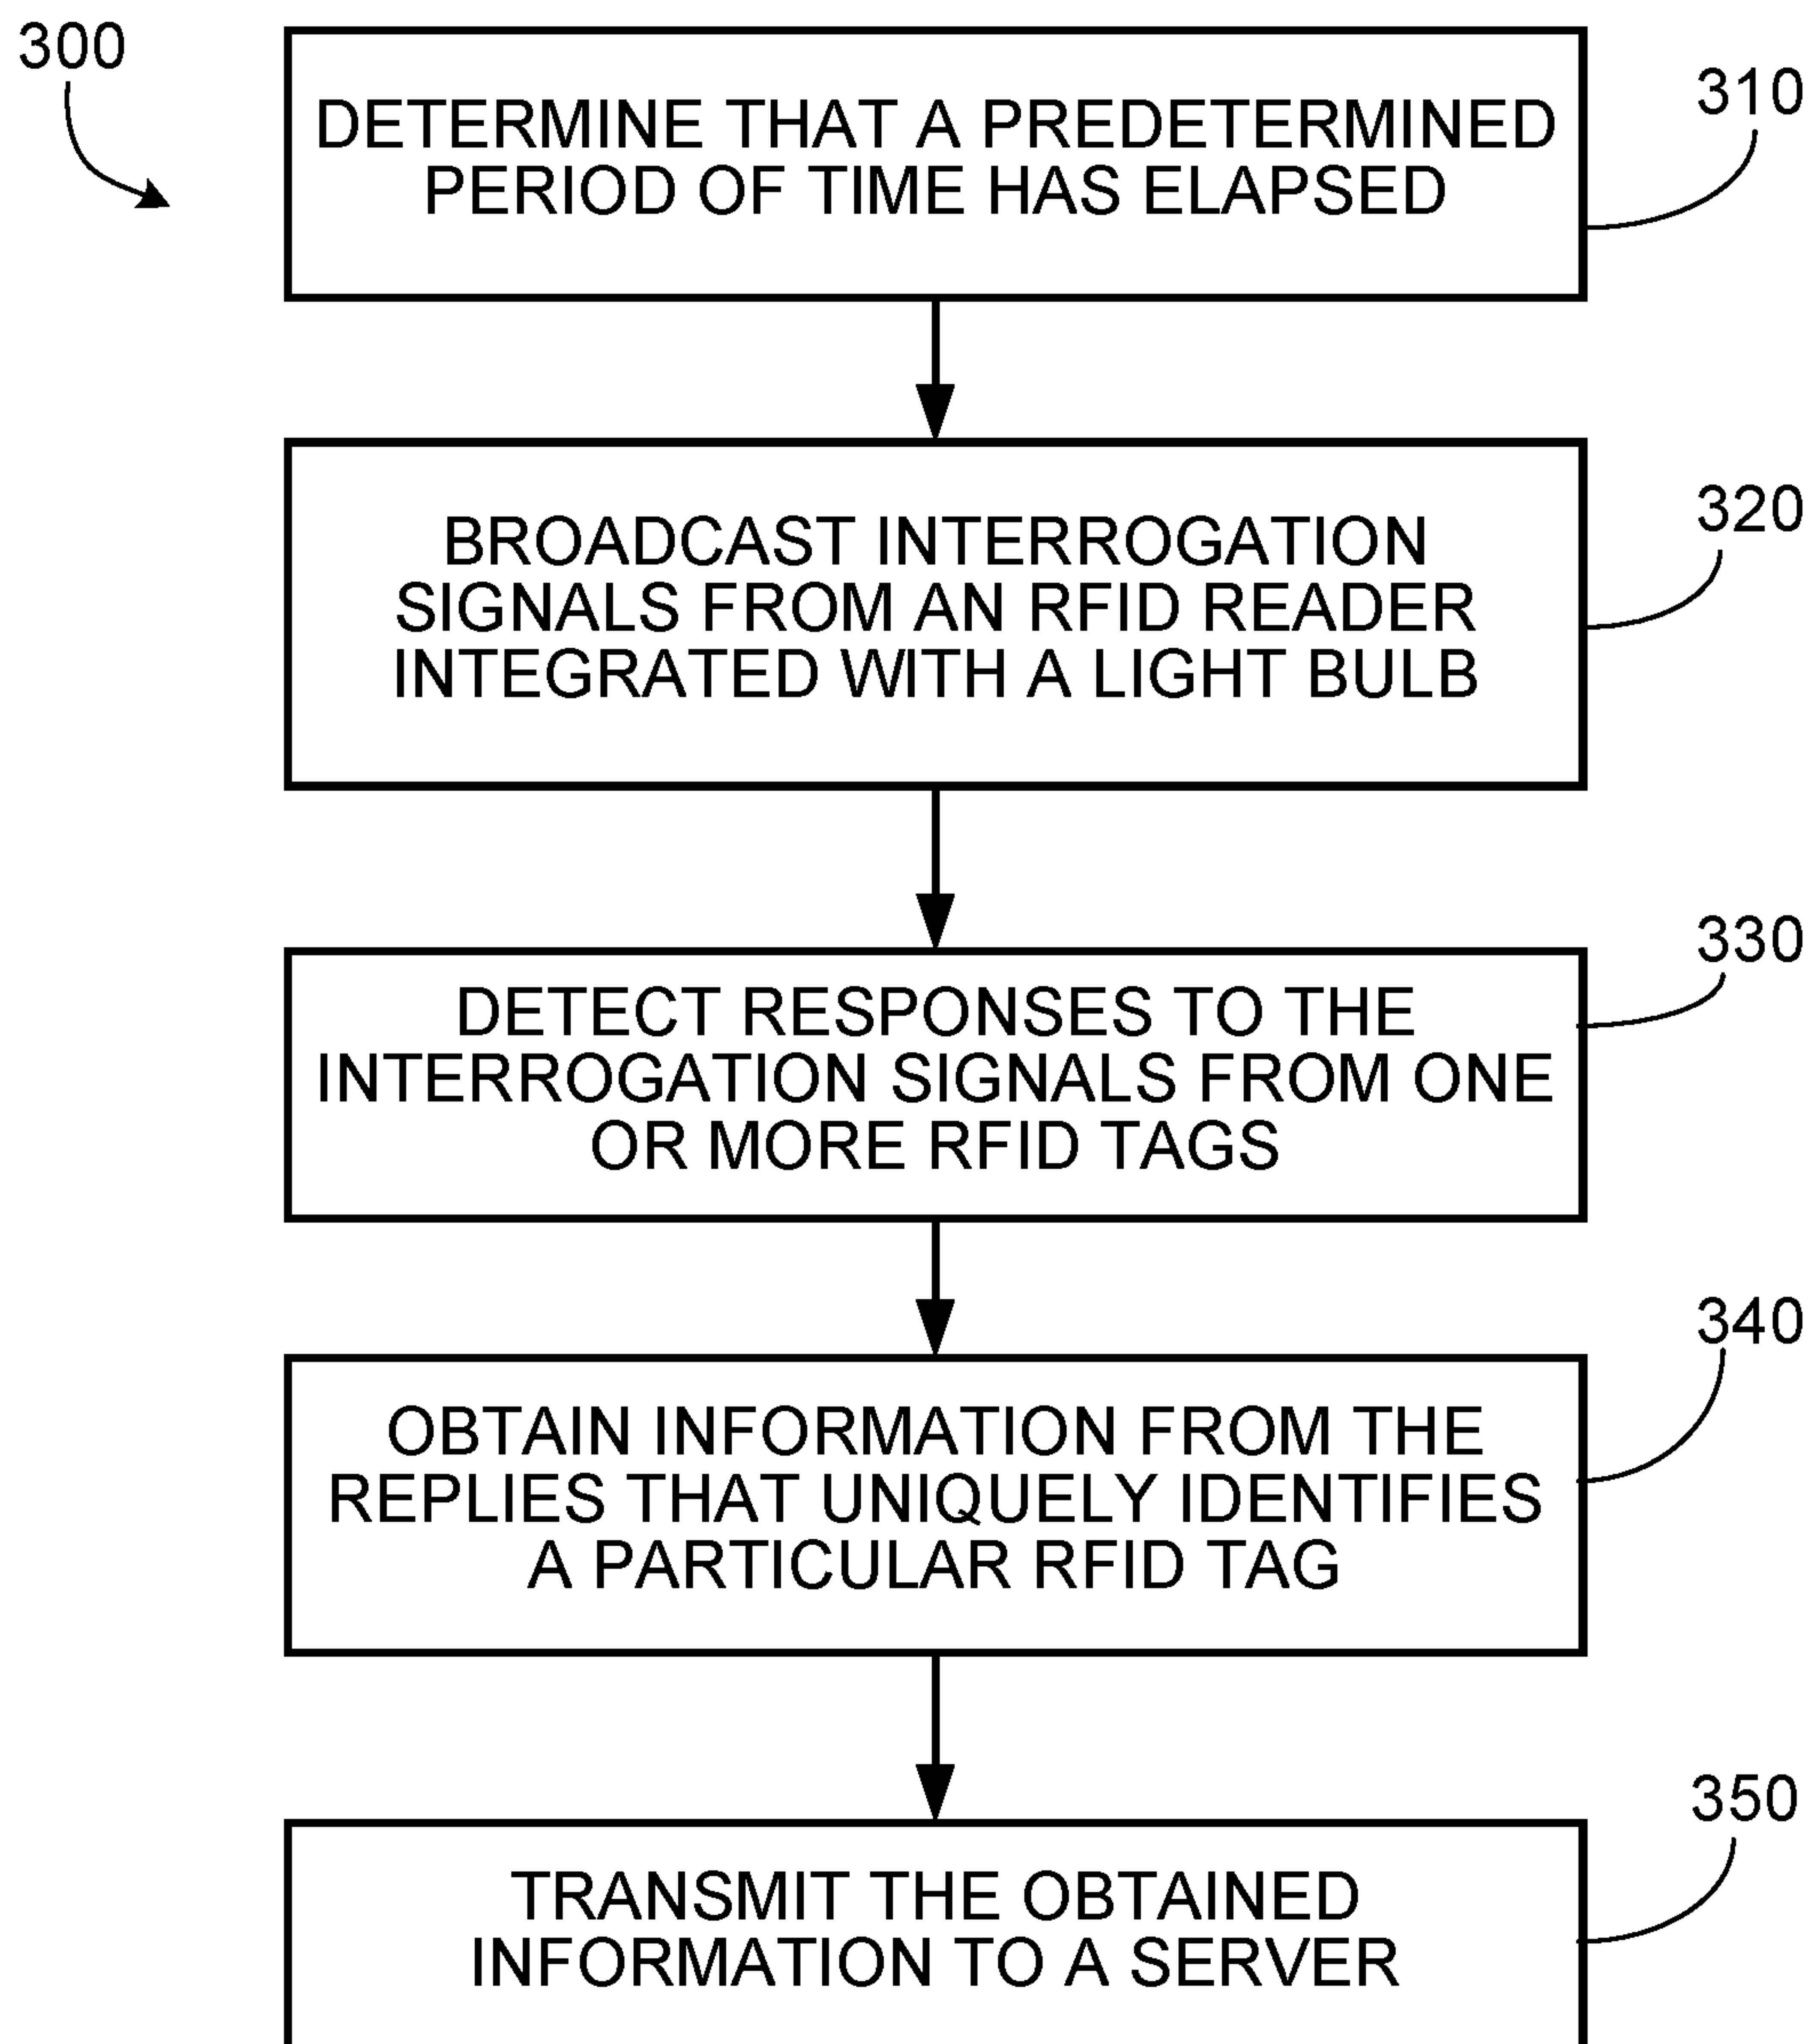 300
DETERMINE THAT A PREDETERMINED
PERIOD OF TIME HAS ELAPSED
310
BROADCAST INTERROGATION
SIGNALS FROM AN RFID READER
INTEGRATED WITH A LIGHT BULB
320
DETECT RESPONSES TO THE
INTERROGATION SIGNALS FROM ONE
OR MORE RFID TAGS
330
OBTAIN INFORMATION FROM THE
REPLIES THAT UNIQUELY IDENTIFIES
A PARTICULAR RFID TAG
340
TRANSMIT THE OBTAINED
INFORMATION TO A SERVER
350